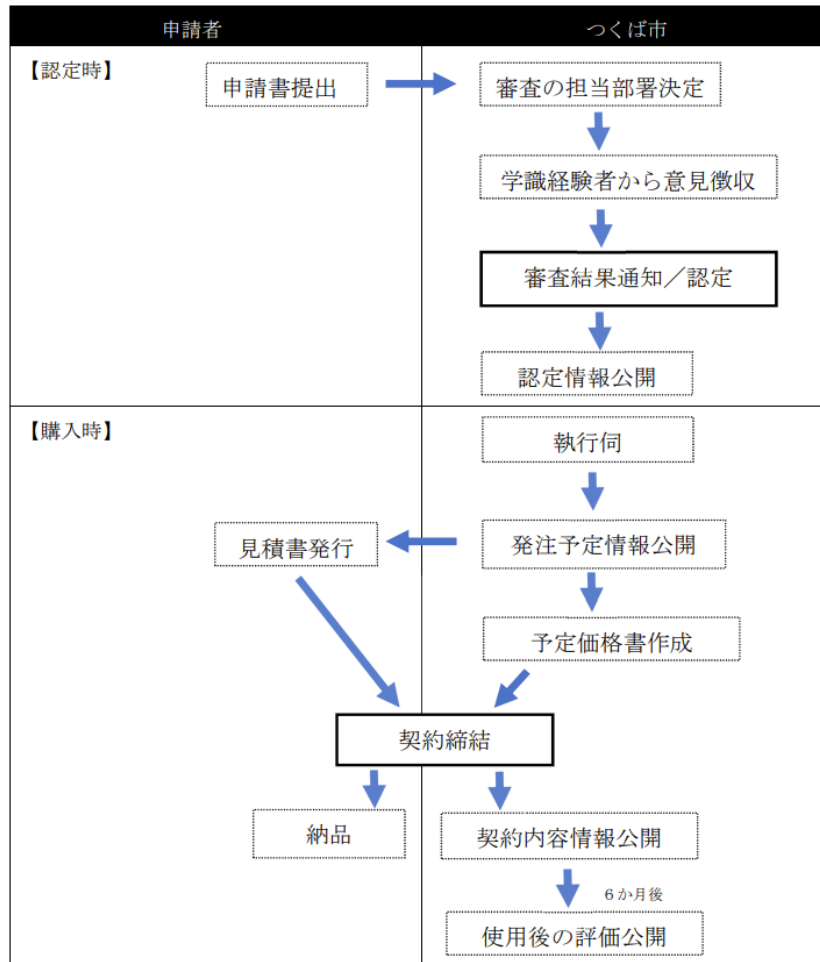 申請者
つくば市
【認定時】
申請書提出
審査の担当部署決定
学識経験者から意見徴収
審査結果通知／認定
認定情報公開
【購入時】
執行伺
見積書発行
発注予定情報公開
予定価格書作成
契約締結
納品
契約内容情報公開
６か月後
使用後の評価公開